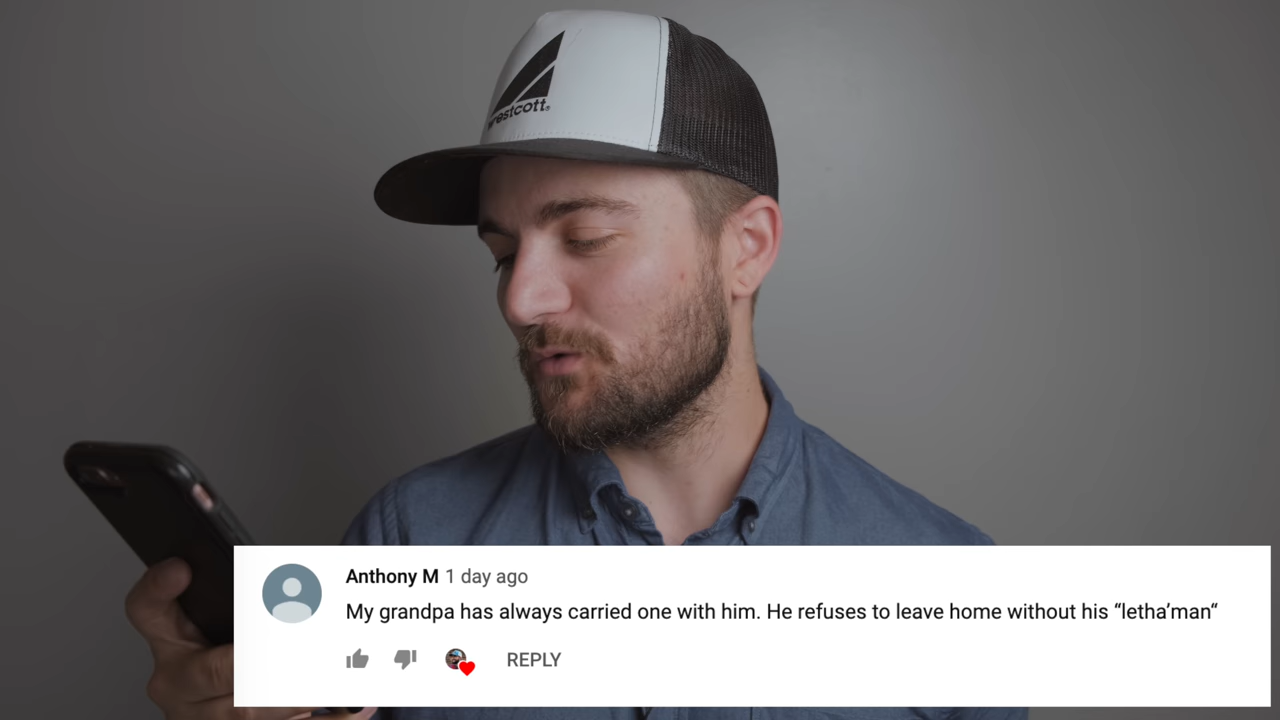 Westcott®
Anthony M 1 day ago
My grandpa has always carried one with him. He refuses to leave home without his “letha’man“
REPLY